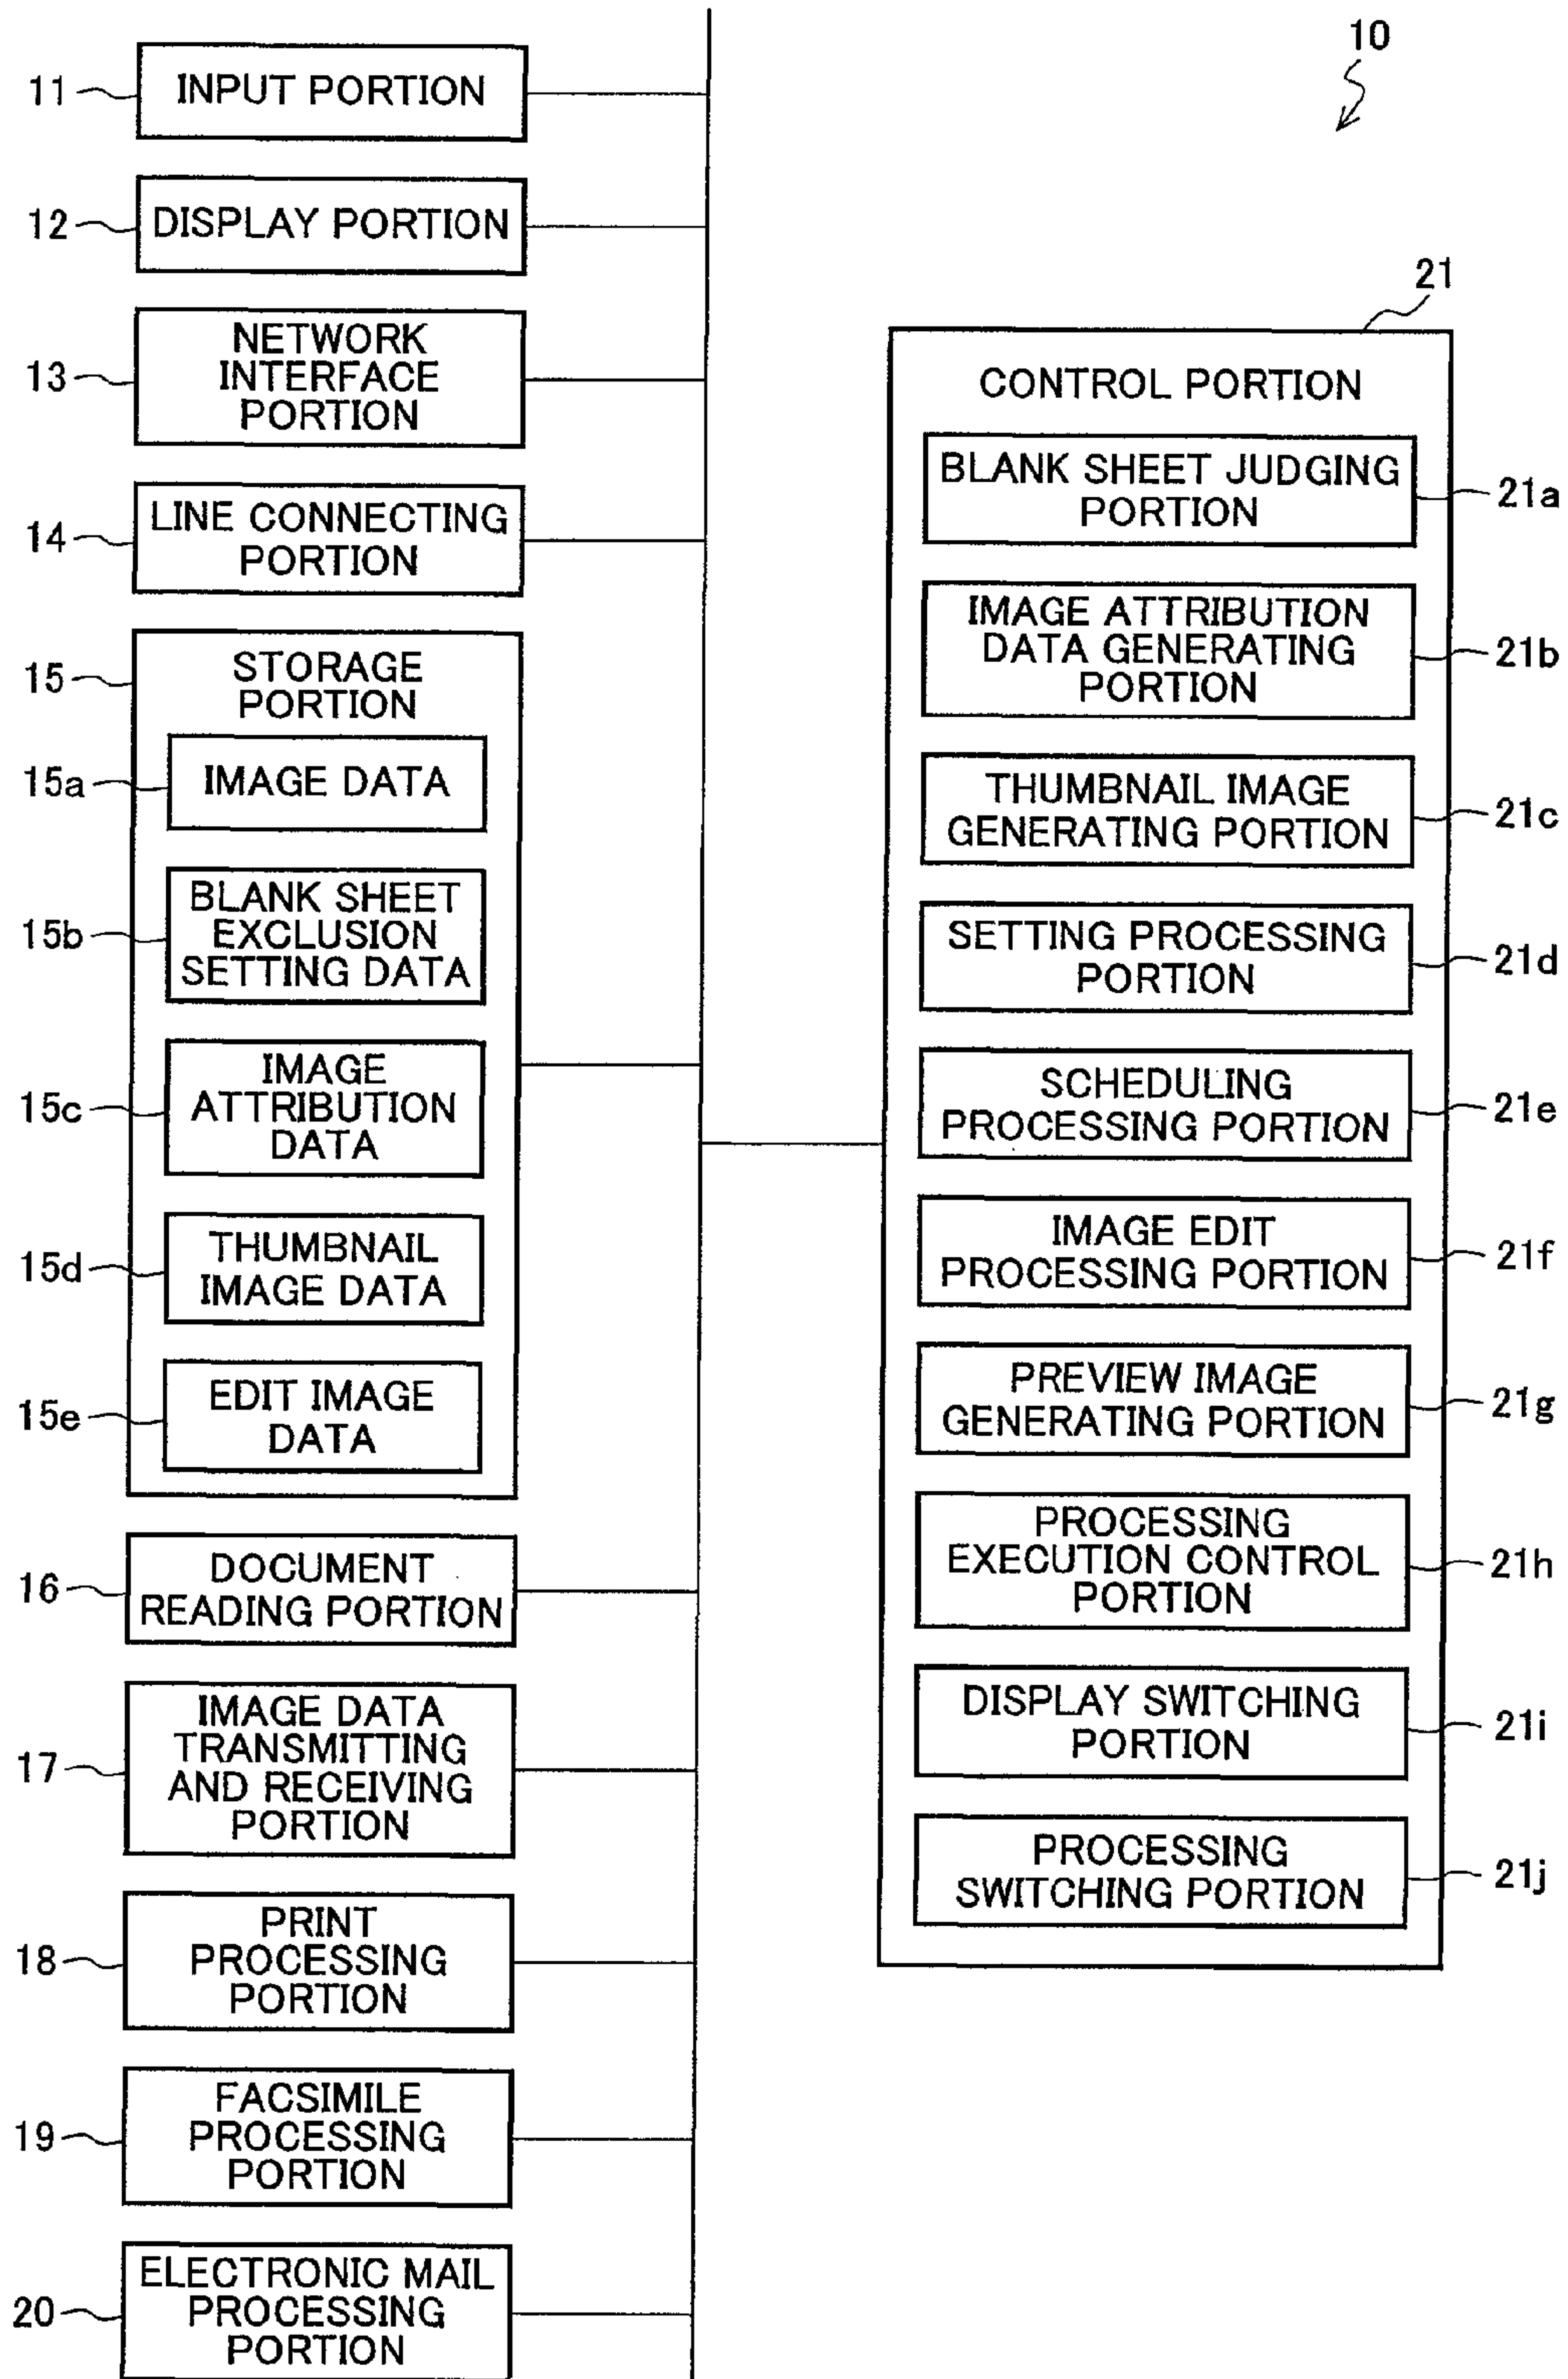 10
11
INPUT PORTION
12
DISPLAY PORTION
13
NETWORK
INTERFACE
PORTION
14
LINE CONNECTING
PORTION
15
STORAGE
PORTION
15a
IMAGE DATA
15b
BLANK SHEET
EXCLUSION
SETTING DATA
15c
IMAGE
ATTRIBUTION
DATA
15d
THUMBNAIL
IMAGE DATA
15e
EDIT IMAGE
DATA
16
DOCUMENT
READING PORTION
17
IMAGE DATA
TRANSMITTING
AND RECEIVING
PORTION
18
PRINT
PROCESSING
PORTION
19
FACSIMILE
PROCESSING
PORTION
20
ELECTRONIC MAIL
PROCESSING
PORTION
21
CONTROL PORTION
BLANK SHEET JUDGING
PORTION
21a
IMAGE ATTRIBUTION
DATA GENERATING
PORTION
21b
THUMBNAIL IMAGE
GENERATING PORTION
21c
SETTING PROCESSING
PORTION
21d
SCHEDULING
PROCESSING PORTION
21e
IMAGE EDIT
PROCESSING PORTION
21f
PREVIEW IMAGE
GENERATING PORTION
21g
PROCESSING
EXECUTION CONTROL
PORTION
21h
DISPLAY SWITCHING
PORTION
21i
PROCESSING
SWITCHING PORTION
21j